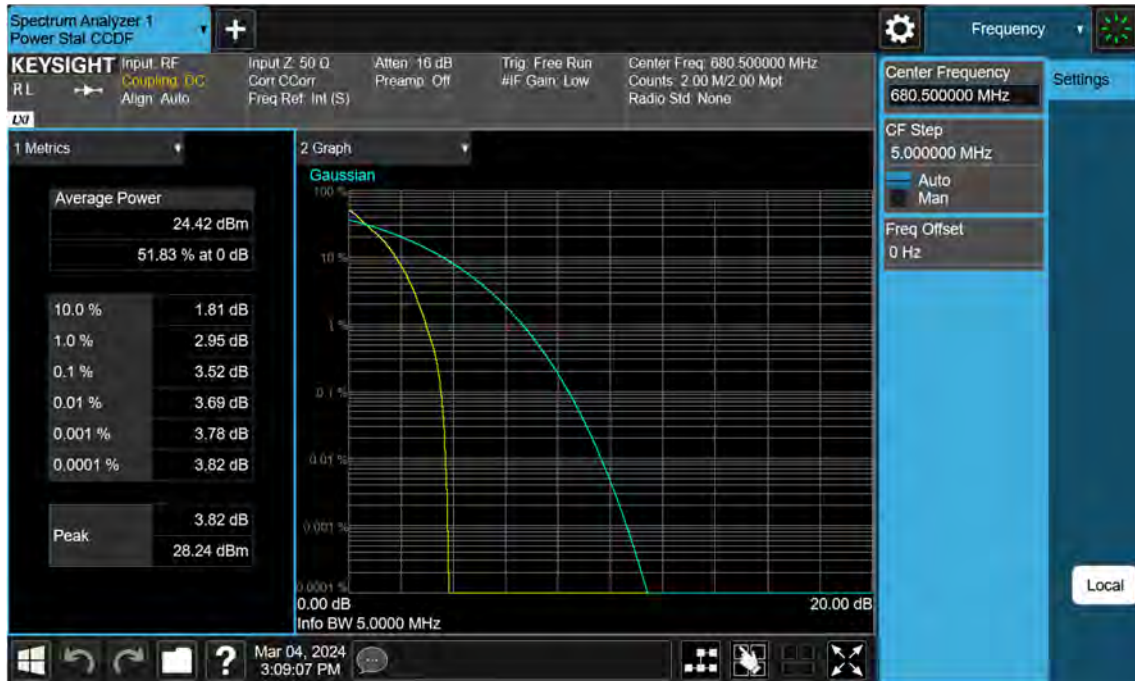 Spectrum Analyzer 1
Power Stat CCDF
Frequency
KEYSIGHT
R L
LXI
Input: RF
Coupling: DC
Align: Auto
Input Z: 50 Ω
Corr CCorr
Freq Ref: Int (S)
Atten: 16 dB
Preamp: Off
Trig: Free Run
#IF Gain: Low
Center Freq: 680.500000 MHz
Counts: 2.00 M/2.00 Mpt
Radio Std: None
Center Frequency
680.500000 MHz
Settings
CF Step
5.000000 MHz
Auto
Man
Freq Offset
0 Hz
1 Metrics
Average Power
24.42 dBm
51.83 % at 0 dB
10.0 % 1.81 dB
1.0 % 2.95 dB
0.1 % 3.52 dB
0.01 % 3.69 dB
0.001 % 3.78 dB
0.0001 % 3.82 dB
Peak
3.82 dB
28.24 dBm
2 Graph
Gaussian
100 %
10 %
1 %
0.1 %
0.01 %
0.001 %
0.0001 %
0.00 dB 20.00 dB
Info BW 5.0000 MHz
Local
?
Mar 04, 2024
3:09:07 PM